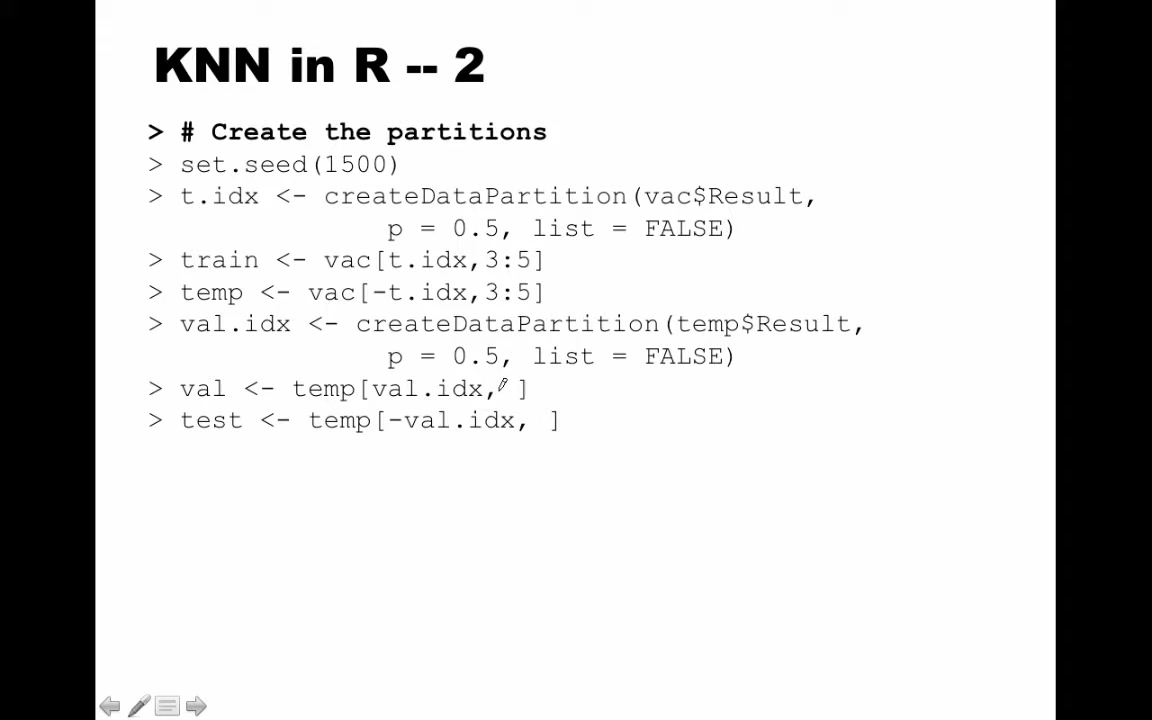 KNN in R -- 2
> # Create the partitions
> set.seed(1500)
> t.idx <- createDataPartition(vac$Result,
p = 0.5, list = FALSE)
> train <- vac[t.idx,3:5]
> temp <- vac[-t.idx,3:5]
> val.idx <- createDataPartition(temp$Result,
p = 0.5, list = FALSE)
> val <- temp[val.idx, ]
> test <- temp[-val.idx, ]